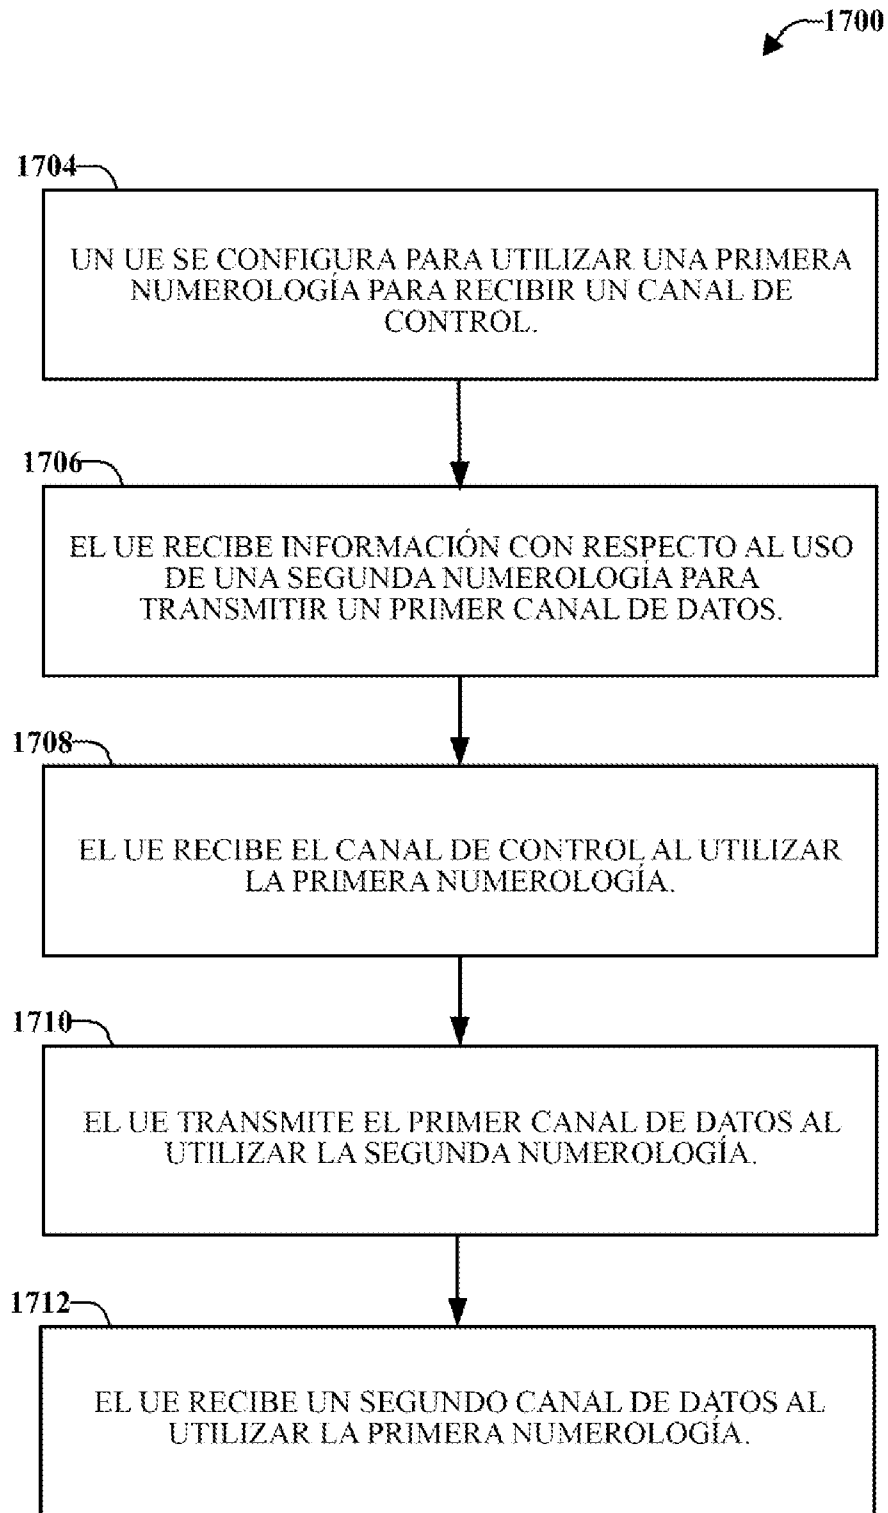 1700
1704
UN UE SE CONFIGURA PARA UTILIZAR UNA PRIMERA
NUMEROLOGÍA PARA RECIBIR UN CANAL DE
CONTROL.
1706
EL UE RECIBE INFORMACIÓN CON RESPECTO AL USO
DE UNA SEGUNDA NUMEROLOGÍA PARA
TRANSMITIR UN PRIMER CANAL DE DATOS.
1708
EL UE RECIBE EL CANAL DE CONTROL AL UTILIZAR
LA PRIMERA NUMEROLOGÍA.
1710
EL UE TRANSMITE EL PRIMER CANAL DE DATOS AL
UTILIZAR LA SEGUNDA NUMEROLOGÍA.
1712
EL UE RECIBE UN SEGUNDO CANAL DE DATOS AL
UTILIZAR LA PRIMERA NUMEROLOGÍA.